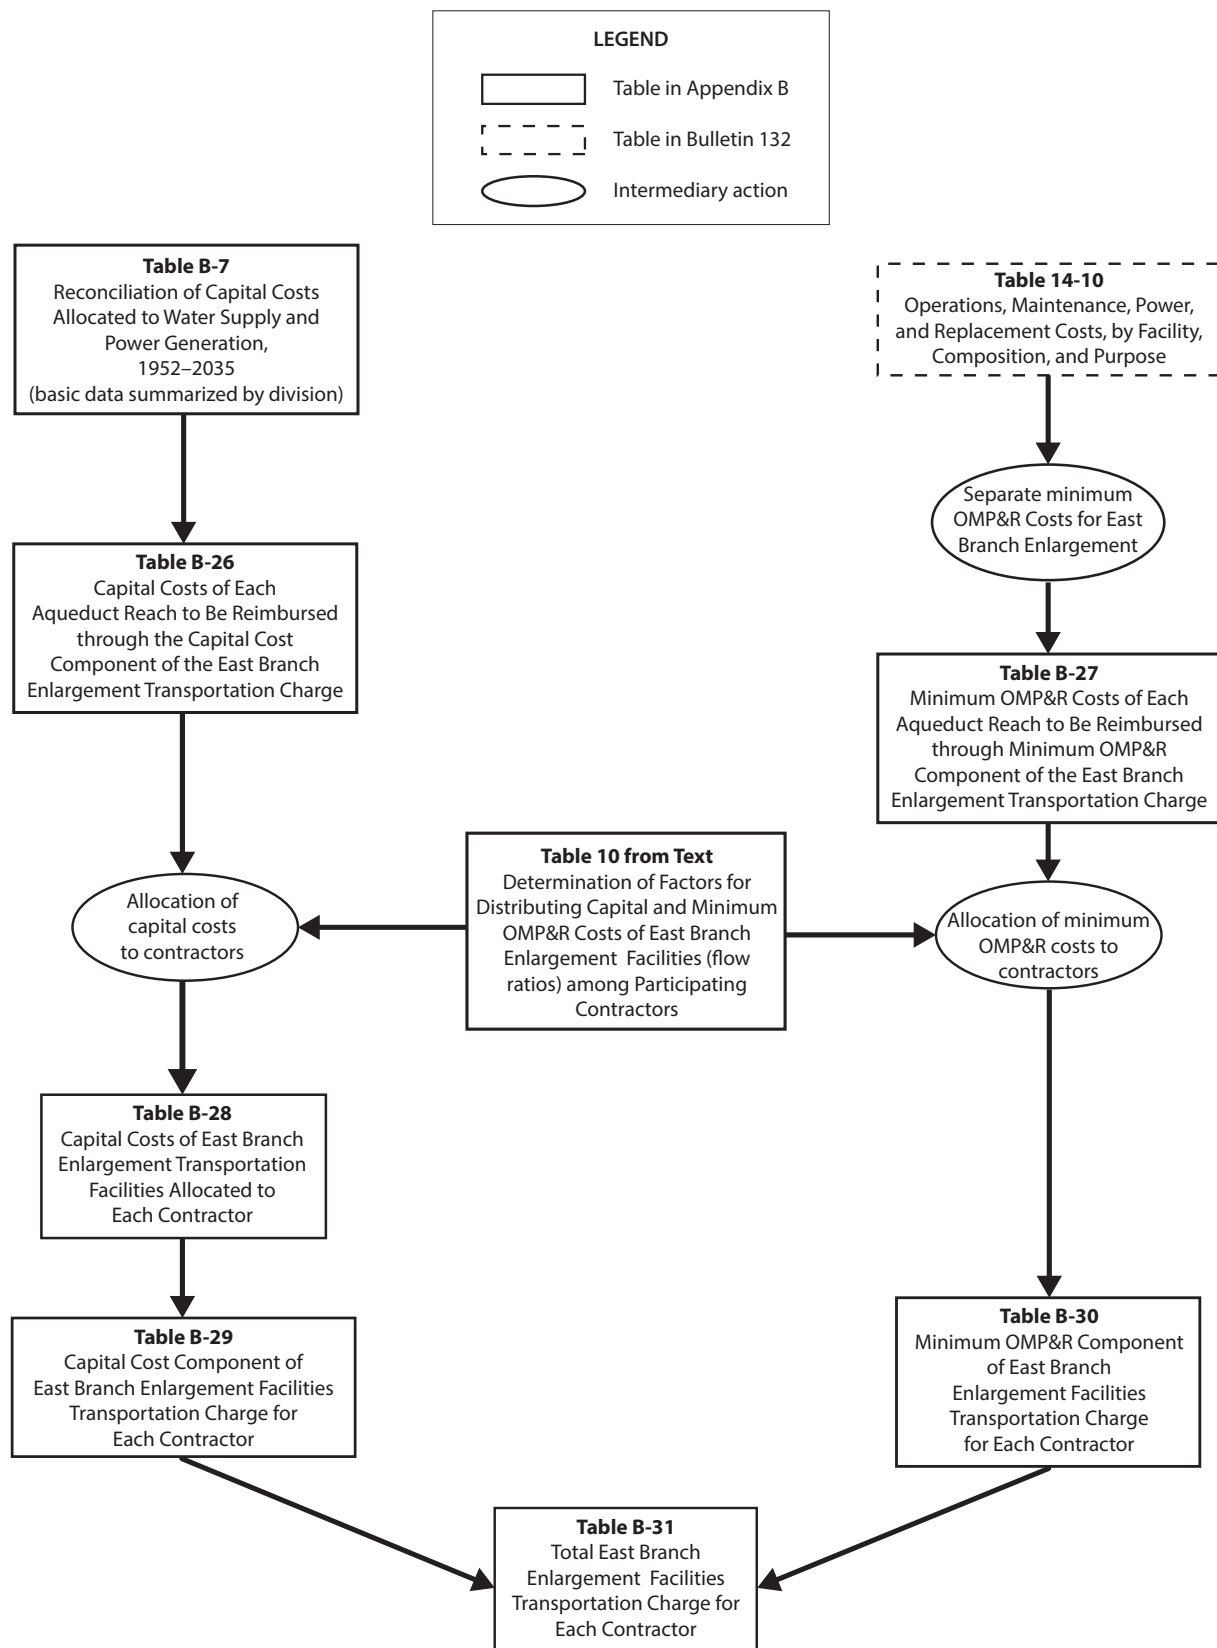 LEGEND
Table in Appendix B
Table in Bulletin 132
Intermediary action
Table B-7
Reconciliation of Capital Costs
Allocated to Water Supply and
Power Generation,
1952–2035
(basic data summarized by division)
Table 14-10
Operations, Maintenance, Power,
and Replacement Costs, by Facility,
Composition, and Purpose
Separate minimum
OMP&R Costs for East
Branch Enlargement
Table B-26
Capital Costs of Each
Aqueduct Reach to Be Reimbursed
through the Capital Cost
Component of the East Branch
Enlargement Transportation Charge
Table B-27
Minimum OMP&R Costs of Each
Aqueduct Reach to Be Reimbursed
through Minimum OMP&R
Component of the East Branch
Enlargement Transportation Charge
Allocation of
capital costs
to contractors
Table 10 from Text
Determination of Factors for
Distributing Capital and Minimum
OMP&R Costs of East Branch
Enlargement Facilities (flow
ratios) among Participating
Contractors
Allocation of minimum
OMP&R costs to
contractors
Table B-28
Capital Costs of East Branch
Enlargement Transportation
Facilities Allocated to
Each Contractor
Table B-29
Capital Cost Component of
East Branch Enlargement Facilities
Transportation Charge for
Each Contractor
Table B-30
Minimum OMP&R Component
of East Branch
Enlargement Facilities
Transportation Charge
for Each Contractor
Table B-31
Total East Branch
Enlargement Facilities
Transportation Charge for
Each Contractor